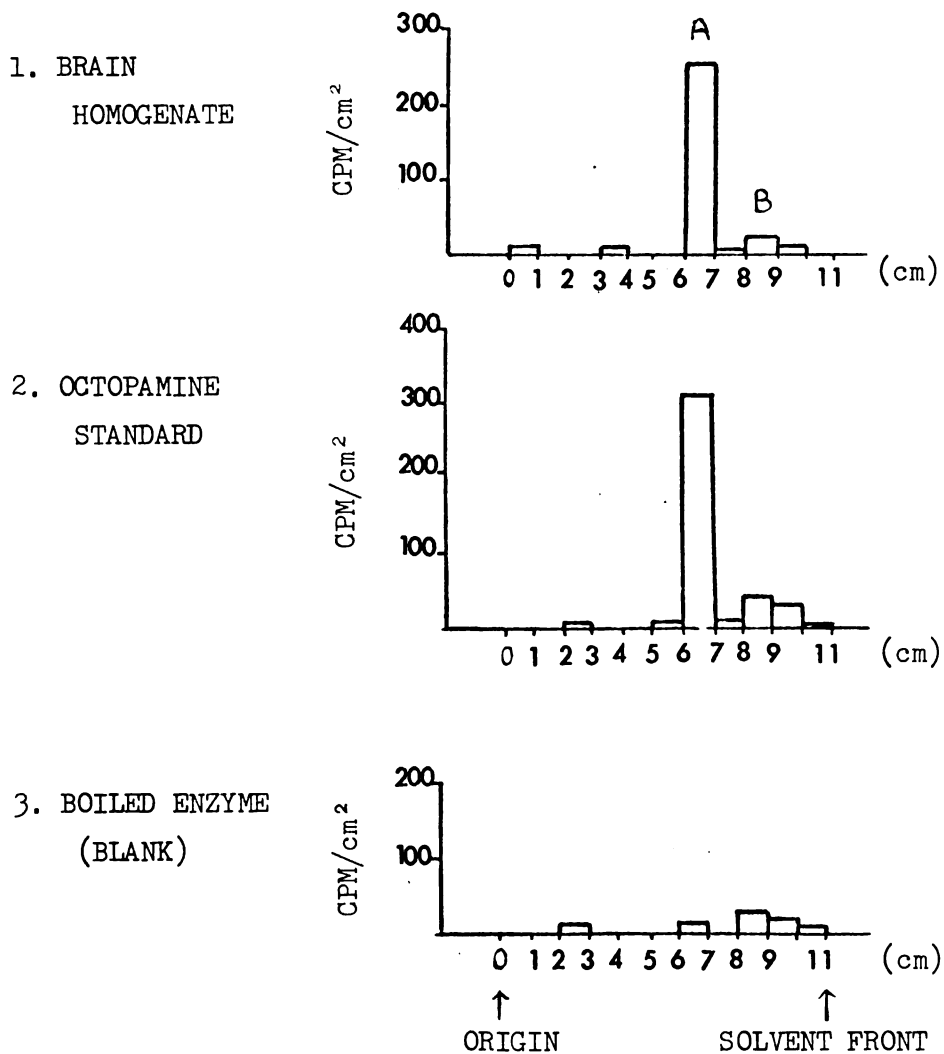 1. BRAIN
HOMOGENATE
CPM/cm²
300
200
100
A
B
0 1 2 3 4 5 6 7 8 9 11 (cm)
2. OCTOPAMINE
STANDARD
CPM/cm²
400
300
200
100
0 1 2 3 4 5 6 7 8 9 11 (cm)
3. BOILED ENZYME
(BLANK)
CPM/cm²
200
100
0 1 2 3 4 5 6 7 8 9 11 (cm)
↑ ↑
ORIGIN SOLVENT FRONT